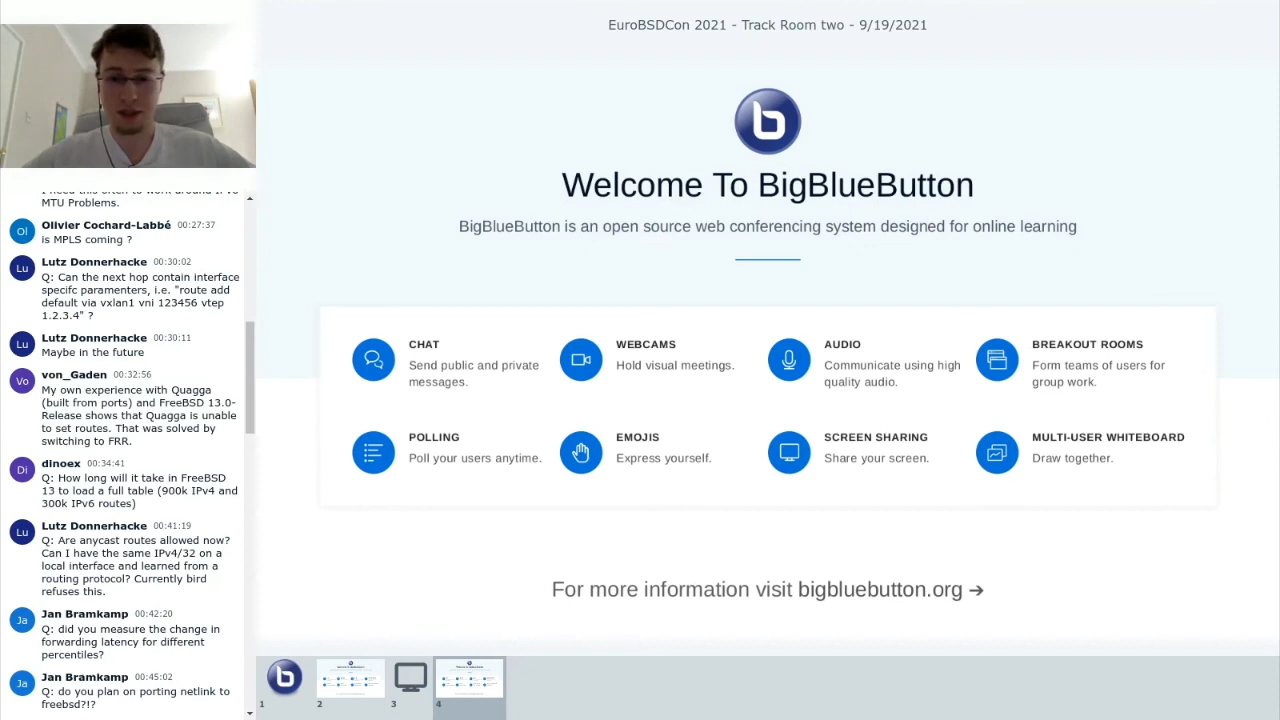 EuroBSDCon 2021 - Track Room two - 9/19/2021
MTU Problems.
Ol
Olivier Cochard-Labbé 00:27:37
is MPLS coming ?
Lu
Lutz Donnerhacke 00:30:02
Q: Can the next hop contain interface
specifc paramenters, i.e. "route add
default via vxlan1 vni 123456 vtep
1.2.3.4" ?
Lu
Lutz Donnerhacke 00:30:11
Maybe in the future
Vo
von_Gaden 00:32:56
My own experience with Quagga
(built from ports) and FreeBSD 13.0-
Release shows that Quagga is unable
to set routes. That was solved by
switching to FRR.
Di
dinoex 00:34:41
Q: How long will it take in FreeBSD
13 to load a full table (900k IPv4 and
300k IPv6 routes)
Lu
Lutz Donnerhacke 00:41:19
Q: Are anycast routes allowed now?
Can I have the same IPv4/32 on a
local interface and learned from a
routing protocol? Currently bird
refuses this.
Ja
Jan Bramkamp 00:42:20
Q: did you measure the change in
forwarding latency for different
percentiles?
Ja
Jan Bramkamp 00:45:02
Q: do you plan on porting netlink to
freebsd?!?
b
Welcome To BigBlueButton
BigBlueButton is an open source web conferencing system designed for online learning
CHAT
Send public and private
messages.
WEBCAMS
Hold visual meetings.
AUDIO
Communicate using high
quality audio.
BREAKOUT ROOMS
Form teams of users for
group work.
POLLING
Poll your users anytime.
EMOJIS
Express yourself.
SCREEN SHARING
Share your screen.
MULTI-USER WHITEBOARD
Draw together.
For more information visit bigbluebutton.org ➔
b
1
2
3
4